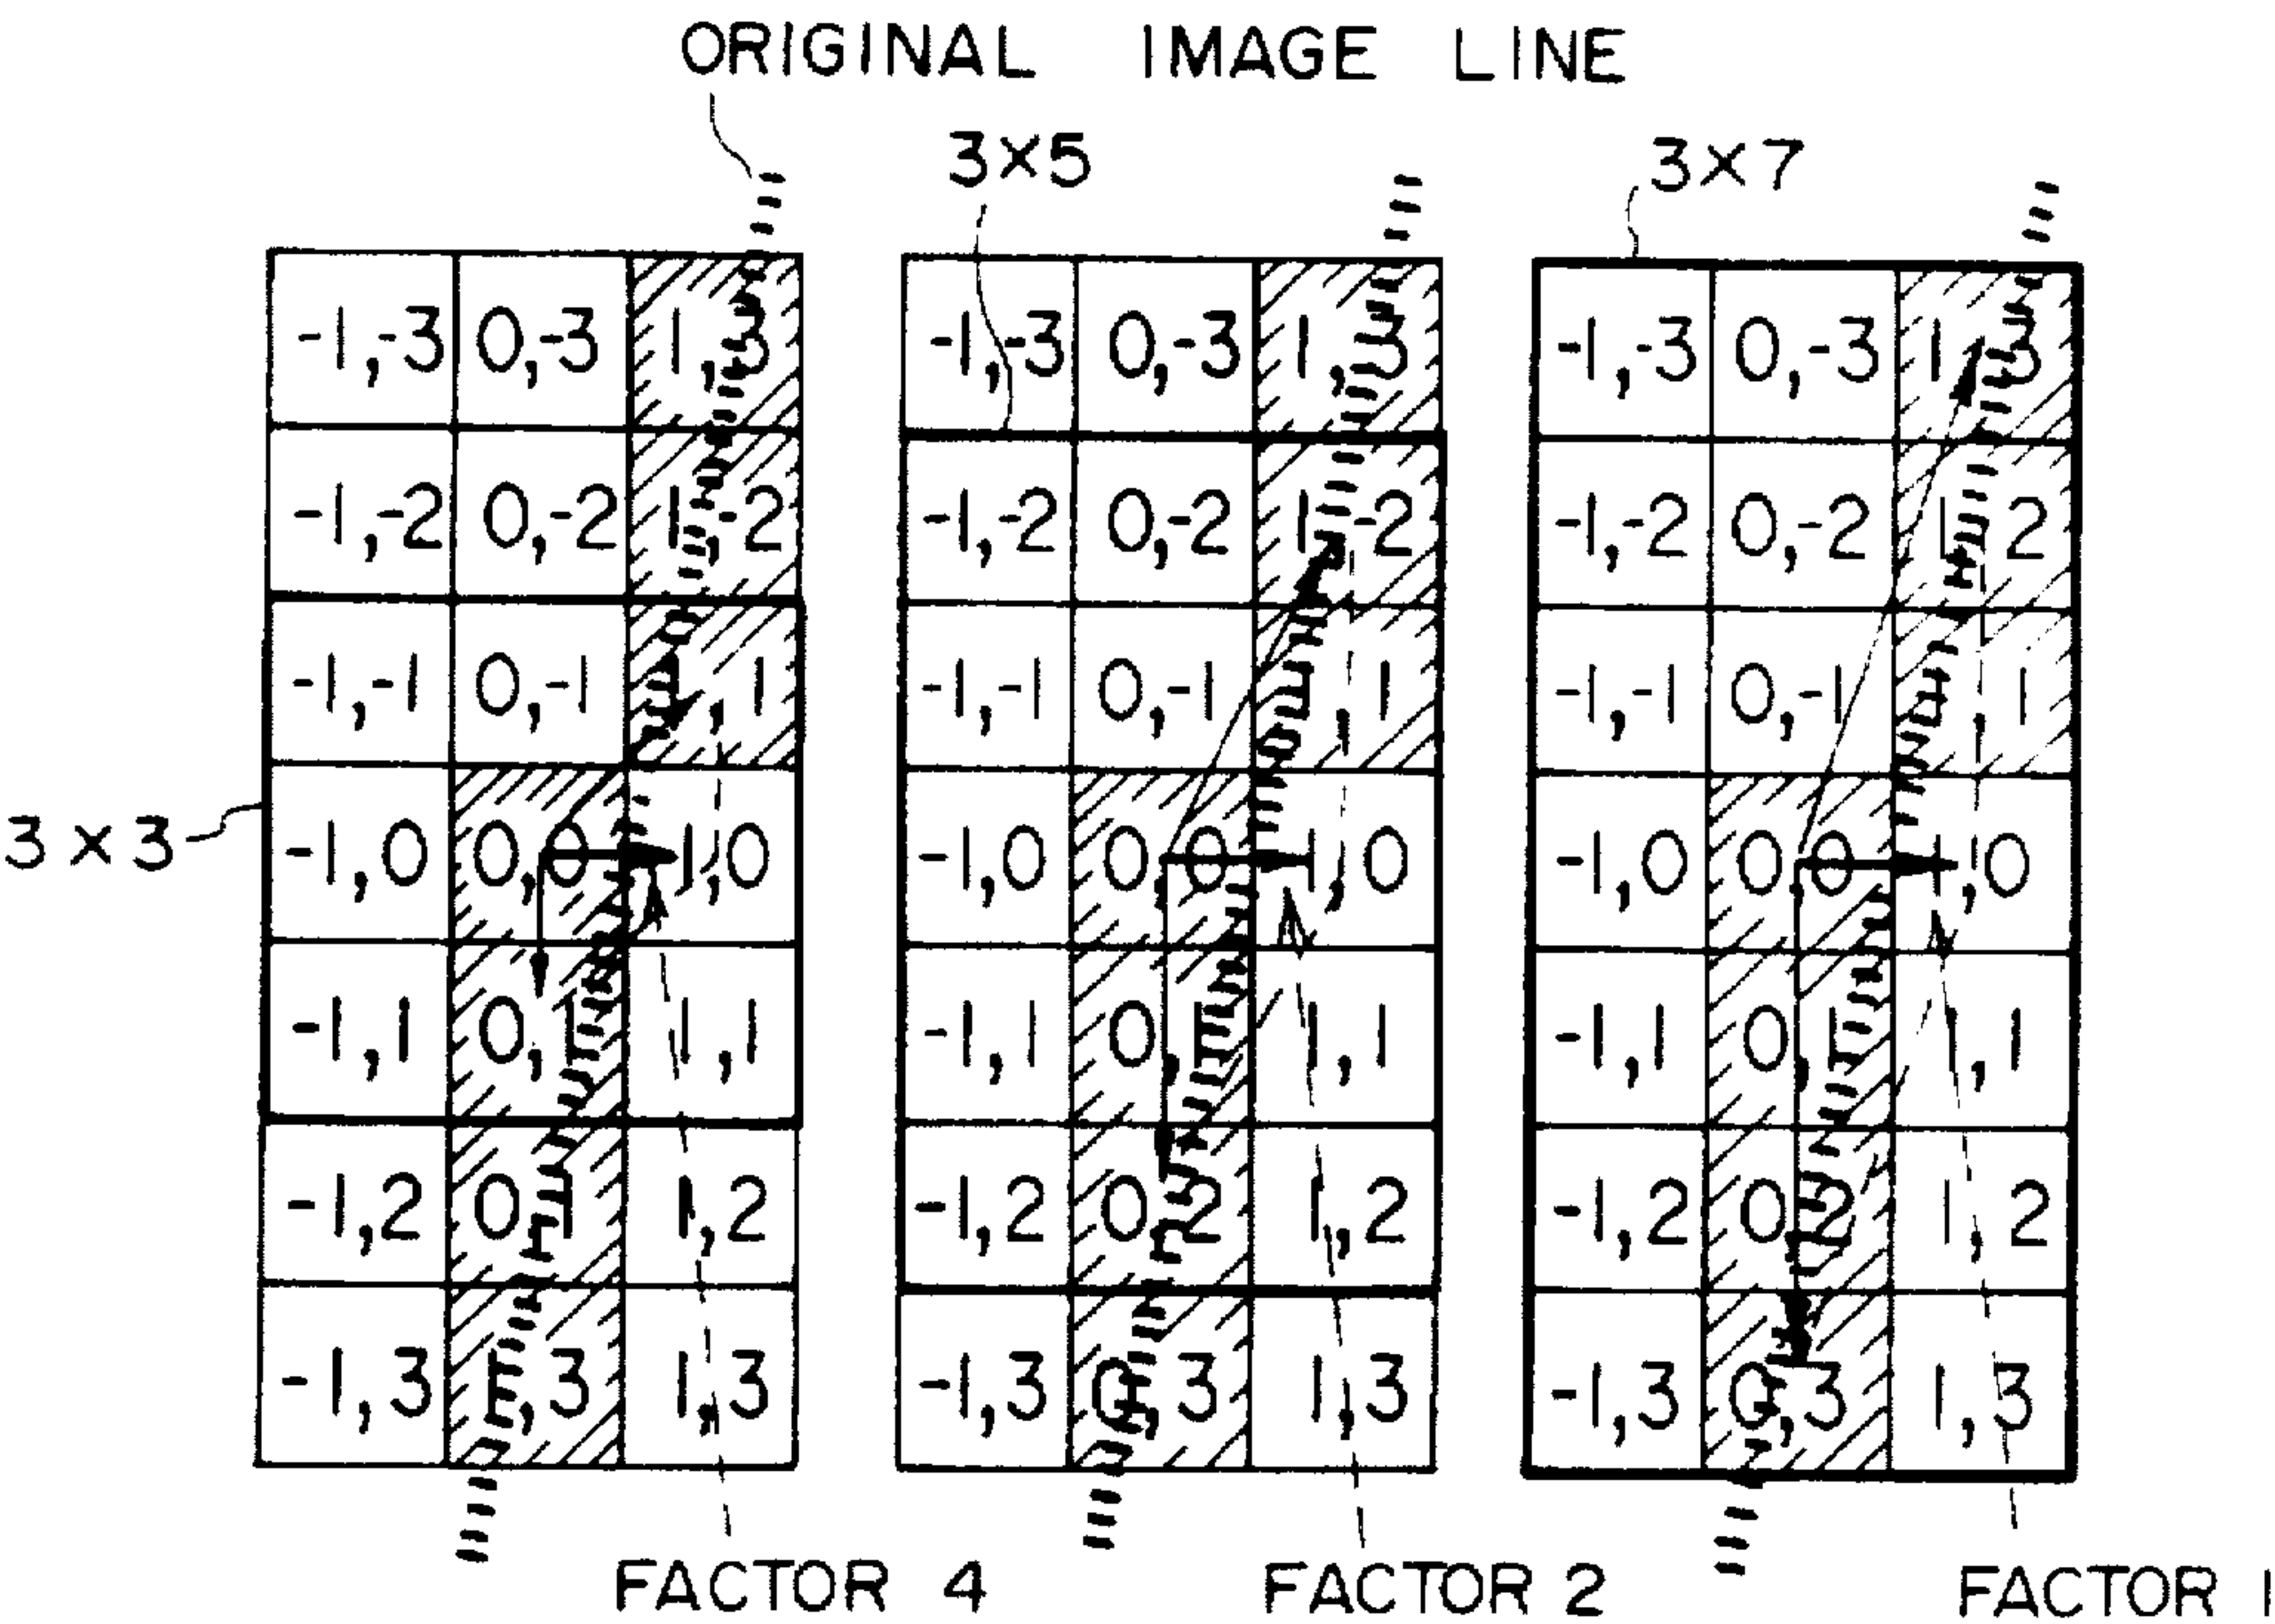 ORIGINAL IMAGE LINE
3×5
3×7
-1,-3 0,-3 1,-3 -1,-3 0,-3 1,-3 -1,-3 0,-3 1,-3
-1,-2 0,-2 1,-2 -1,-2 0,-2 1,-2 -1,-2 0,-2 1,-2
-1,-1 0,-1 1,1 -1,-1 0,-1 1,1 -1,-1 0,-1 1,1
3×3 -1,0 0,0 1,0 -1,0 0,0 1,0 -1,0 0,0 1,0
-1,1 0,1 1,1 -1,1 0,1 1,1 -1,1 0,1 1,1
-1,2 0,1 1,2 -1,2 0,2 1,2 -1,2 0,2 1,2
-1,3 1,3 1,3 -1,3 0,3 1,3 -1,3 0,3 1,3
FACTOR 4 FACTOR 2 FACTOR 1